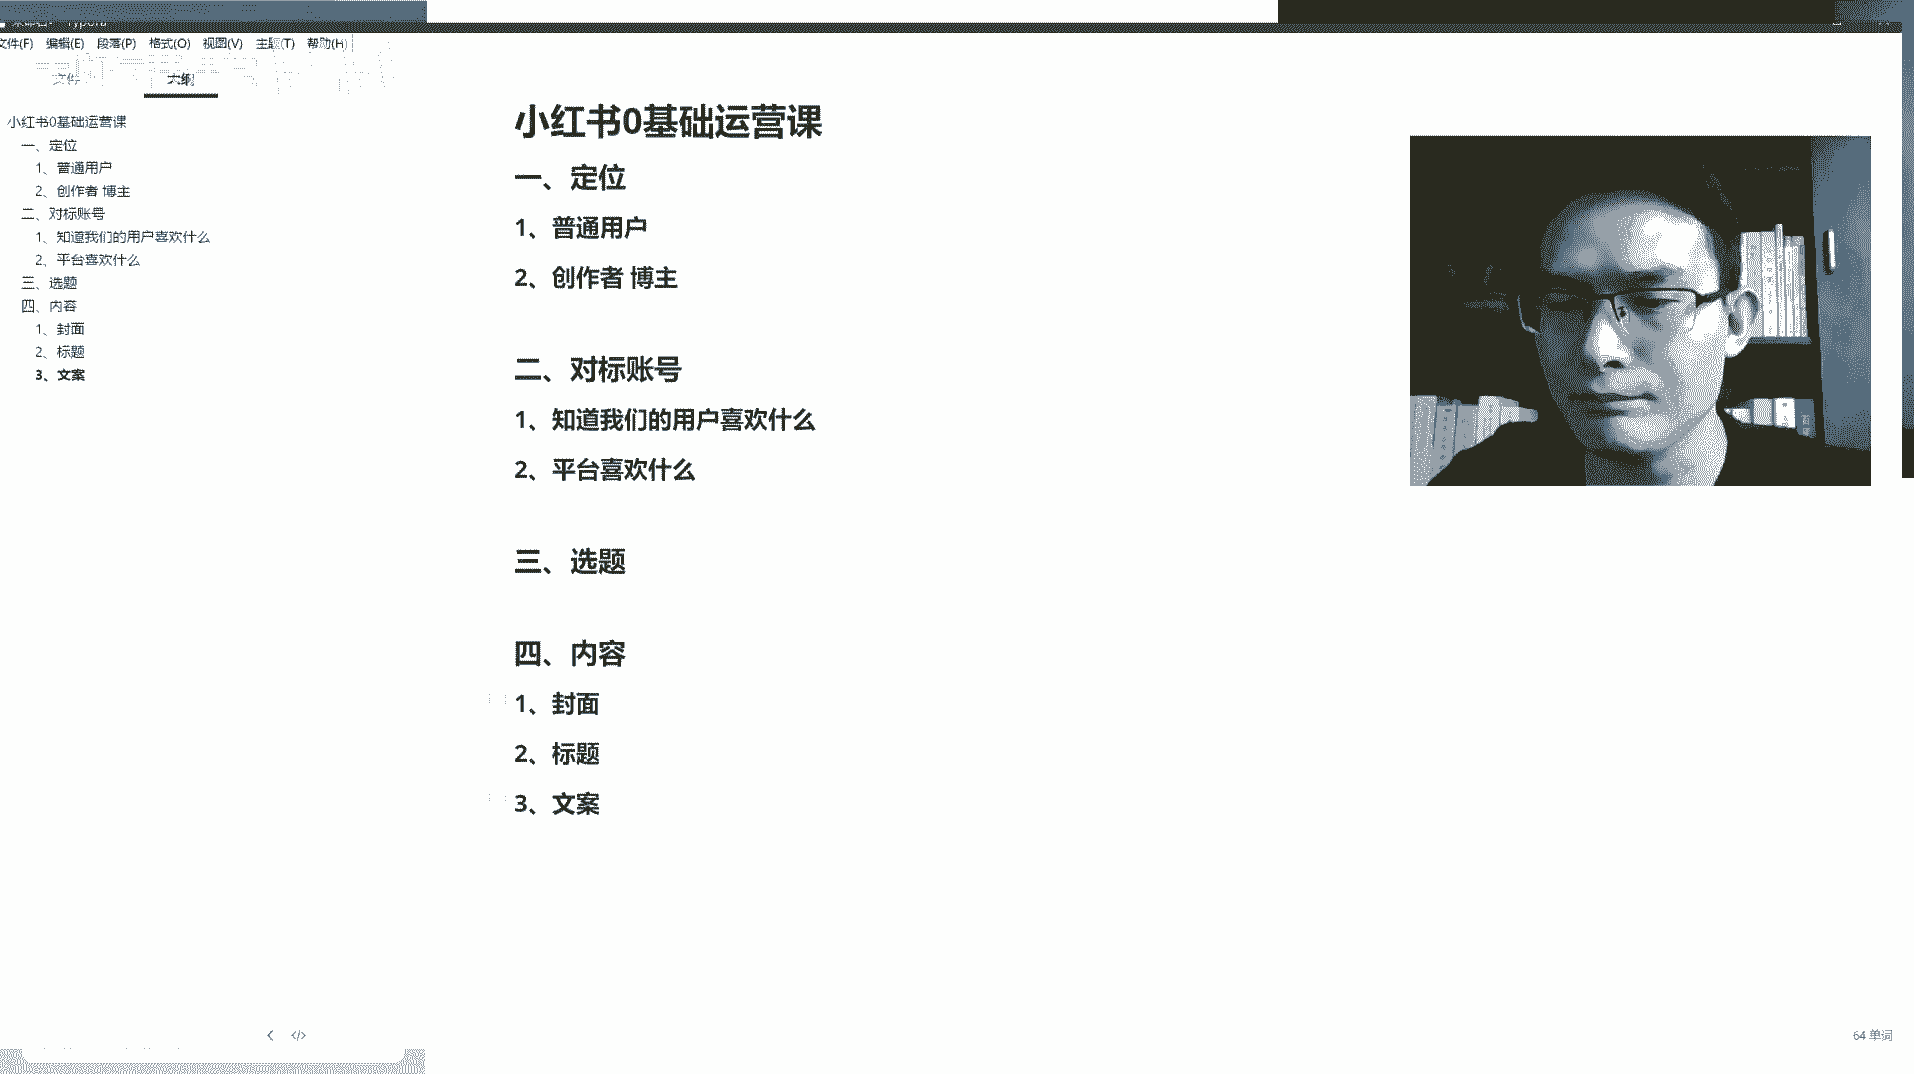 文件(F) 编辑(E) 段落(P) 格式(O) 视图(V) 主题(T) 帮助(H)
文件 大纲
小红书0基础运营课
一、定位
1、普通用户
2、创作者 博主
二、对标账号
1、知道我们的用户喜欢什么
2、平台喜欢什么
三、选题
四、内容
1、封面
2、标题
3、文案
小红书0基础运营课
一、定位
1、普通用户
2、创作者 博主
二、对标账号
1、知道我们的用户喜欢什么
2、平台喜欢什么
三、选题
四、内容
1、封面
2、标题
3、文案
64 单词